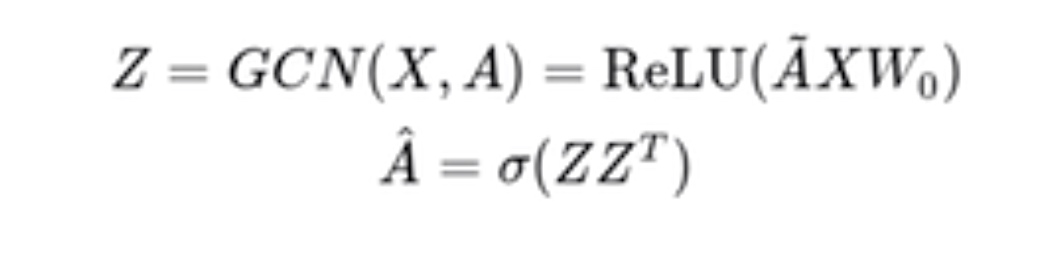 Z = GCN(X, A) = ReLU(ÃXW₀)
Â = σ(ZZᵀ)